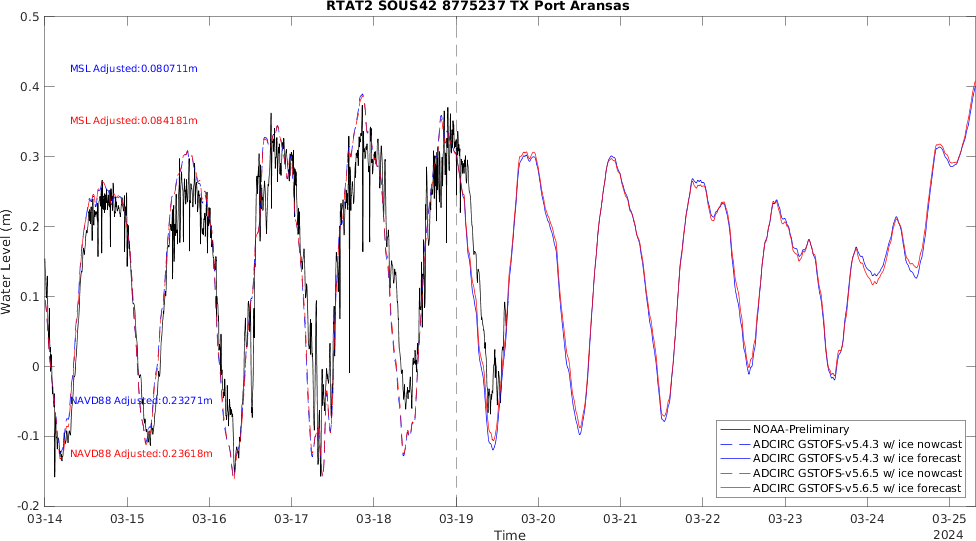 RTAT2 SOUS42 8775237 TX Port Aransas
0.5
0.4
0.3
0.2
0.1
0
-0.1
-0.2
Water Level (m)
MSL Adjusted:0.080711m
MSL Adjusted:0.084181m
NAVD88 Adjusted:0.23271m
NAVD88 Adjusted:0.23618m
NOAA-Preliminary
ADCIRC GSTOFS-v5.4.3 w/ ice nowcast
ADCIRC GSTOFS-v5.4.3 w/ ice forecast
ADCIRC GSTOFS-v5.6.5 w/ ice nowcast
ADCIRC GSTOFS-v5.6.5 w/ ice forecast
03-14 03-15 03-16 03-17 03-18 03-19 03-20 03-21 03-22 03-23 03-24 03-25
Time 2024